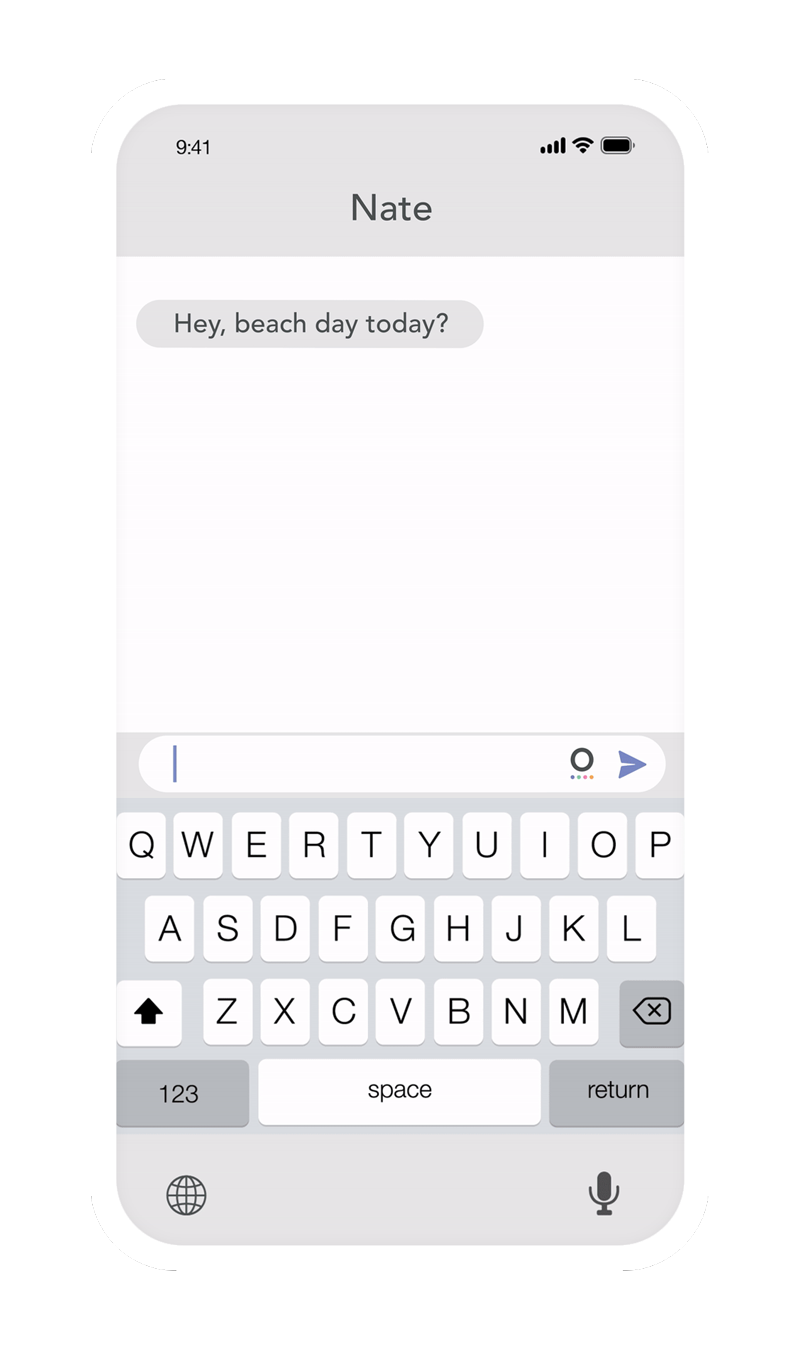 9:41
Nate
Hey, beach day today?
Q W E R T Y U I O P
A S D F G H J K L
Z X C V B N M
123 space return